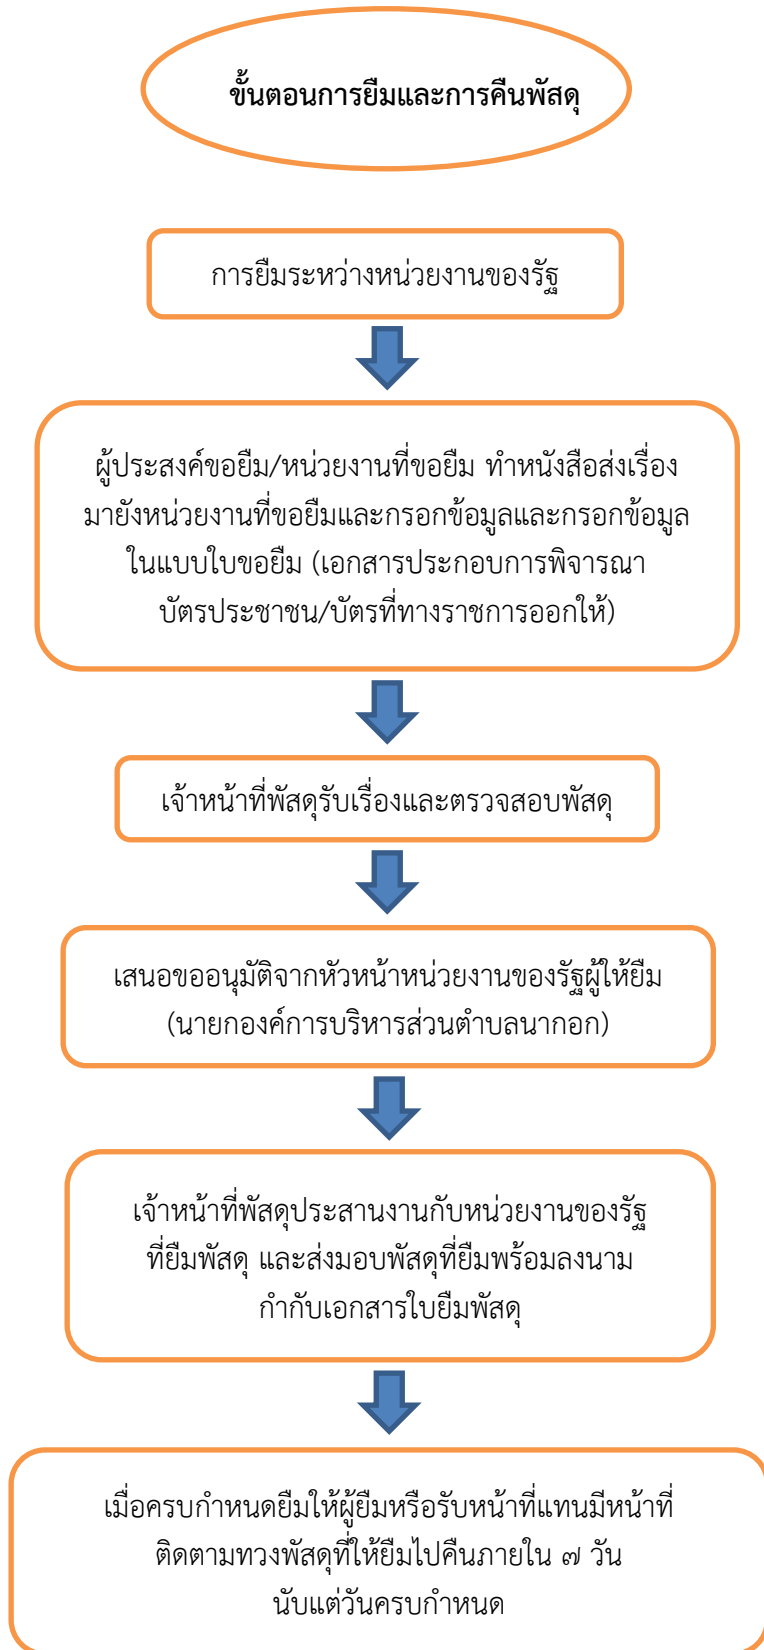 ขั้นตอนการยืมและการคืนพัสดุ
การยืมระหว่างหน่วยงานของรัฐ
ผู้ประสงค์ขอยืม/หน่วยงานที่ขอยืม ทำหนังสือส่งเรื่อง
มายังหน่วยงานที่ขอยืมและกรอกข้อมูลและกรอกข้อมูล
ในแบบใบขอยืม (เอกสารประกอบการพิจารณา
บัตรประชาชน/บัตรที่ทางราชการออกให้)
เจ้าหน้าที่พัสดุรับเรื่องและตรวจสอบพัสดุ
เสนอขออนุมัติจากหัวหน้าหน่วยงานของรัฐผู้ให้ยืม
(นายกองค์การบริหารส่วนตำบลนากอก)
เจ้าหน้าที่พัสดุประสานงานกับหน่วยงานของรัฐ
ที่ยืมพัสดุ และส่งมอบพัสดุที่ยืมพร้อมลงนาม
กำกับเอกสารใบยืมพัสดุ
เมื่อครบกำหนดยืมให้ผู้ยืมหรือรับหน้าที่แทนมีหน้าที่
ติดตามทวงพัสดุที่ให้ยืมไปคืนภายใน ๗ วัน
นับแต่วันครบกำหนด